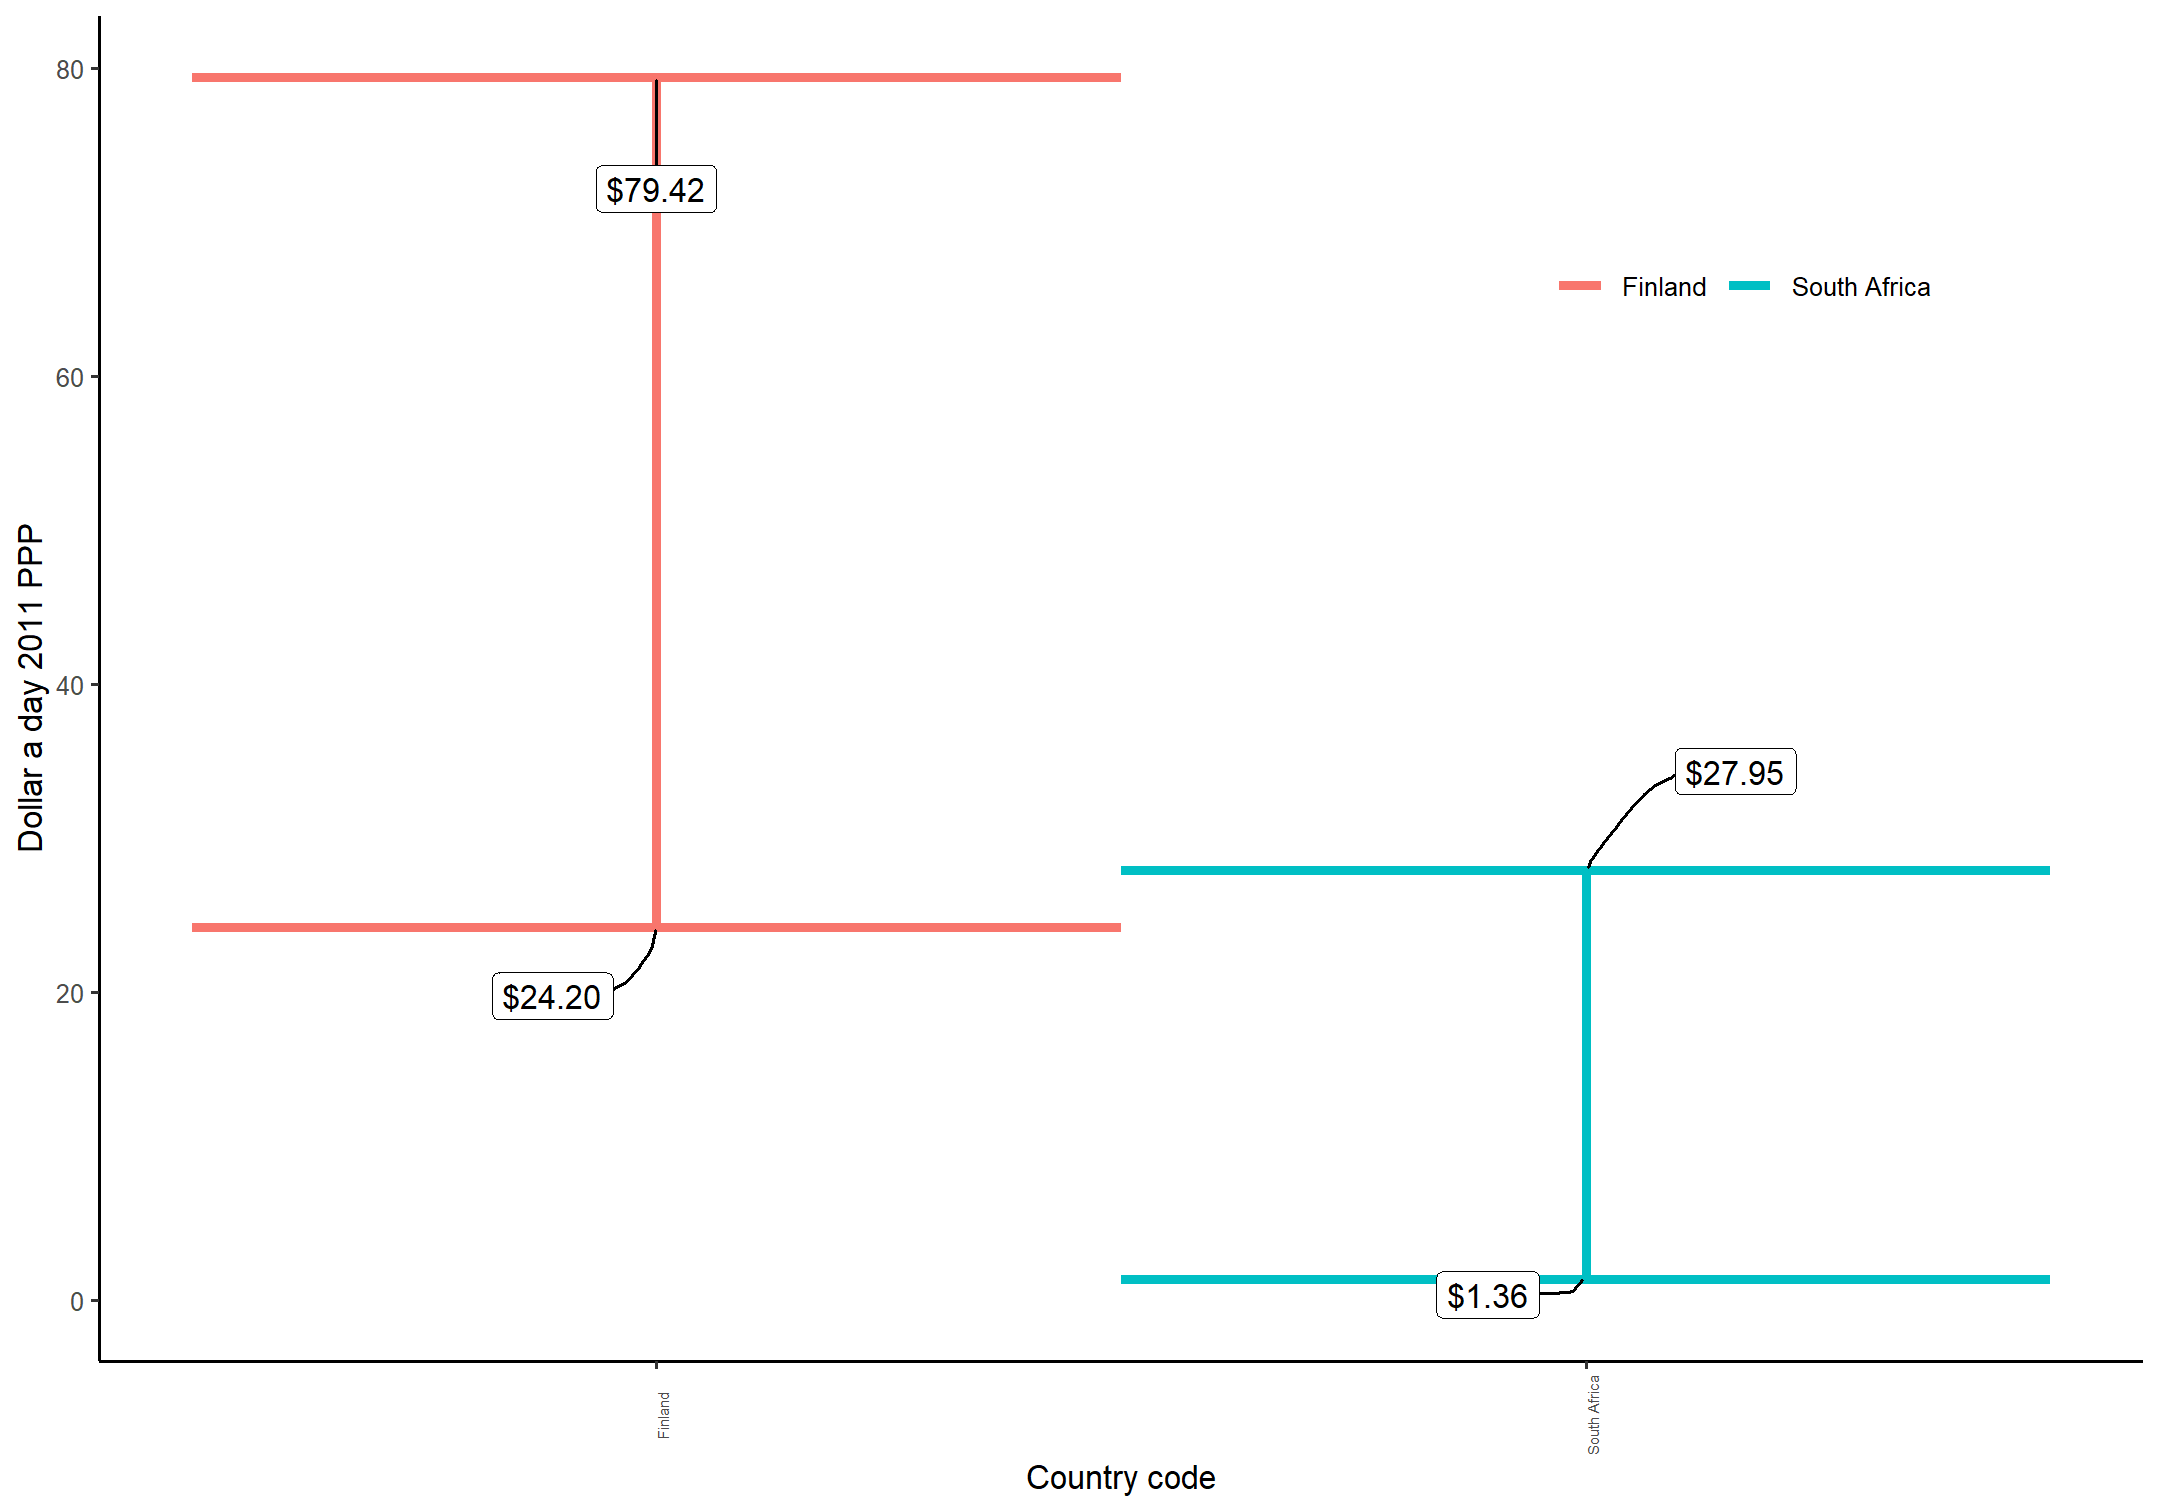 80
60
40
20
0
Dollar a day 2011 PPP
$79.42
$24.20
Finland
South Africa
$27.95
$1.36
Finland
South Africa
Country code